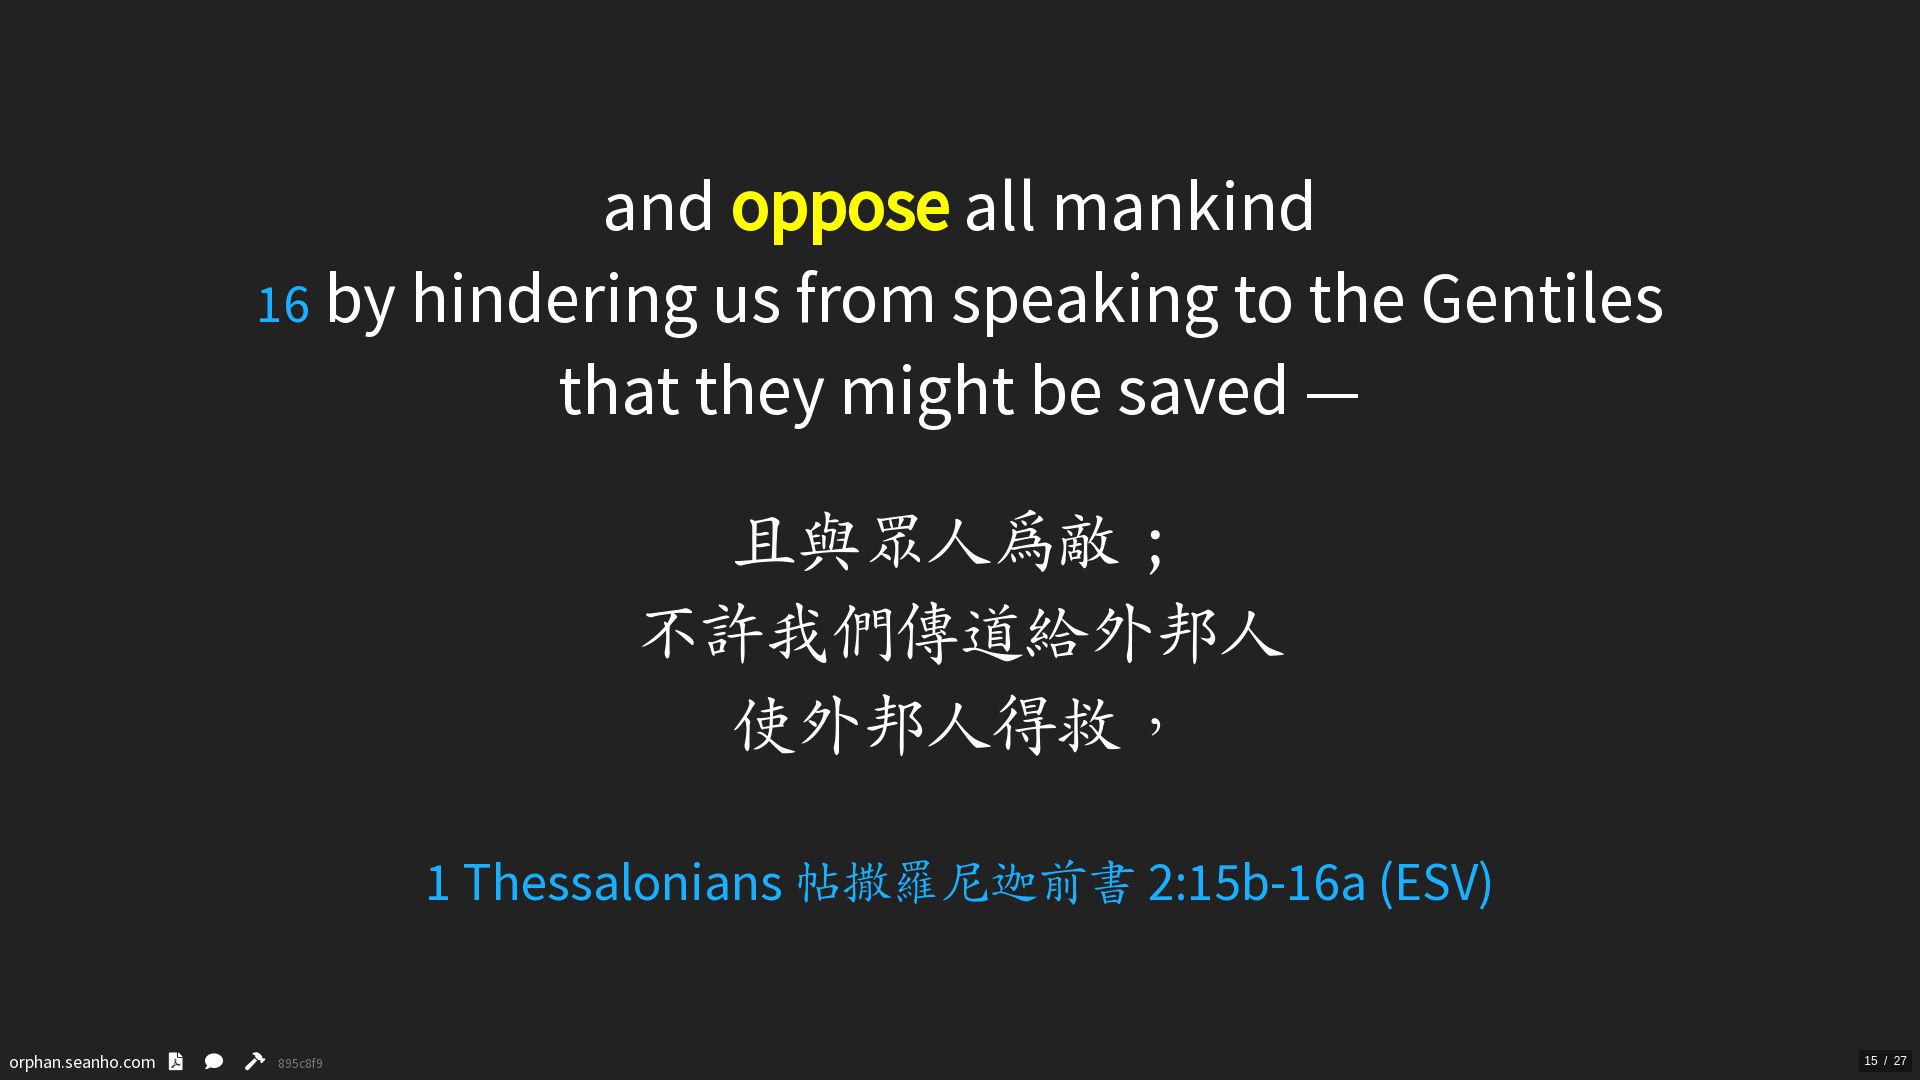 and oppose all mankind
16 by hindering us from speaking to the Gentiles
that they might be saved —
且與眾人爲敵；
不許我們傳道給外邦人
使外邦人得救，
1 Thessalonians 帖撒羅尼迦前書 2:15b-16a (ESV)
orphan.seanho.com 895c8f9
15 / 27